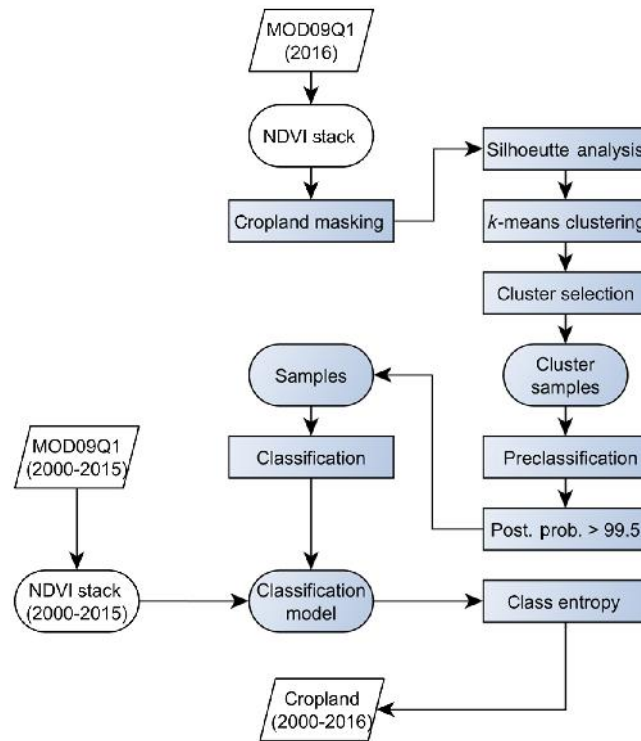 MOD09Q1
(2016)
NDVI stack
Cropland masking
Silhoeutte analysis
k-means clustering
Cluster selection
Cluster
samples
Preclassification
Post. prob. > 99.5
Samples
Classification
MOD09Q1
(2000-2015)
NDVI stack
(2000-2015)
Classification
model
Class entropy
Cropland
(2000-2016)